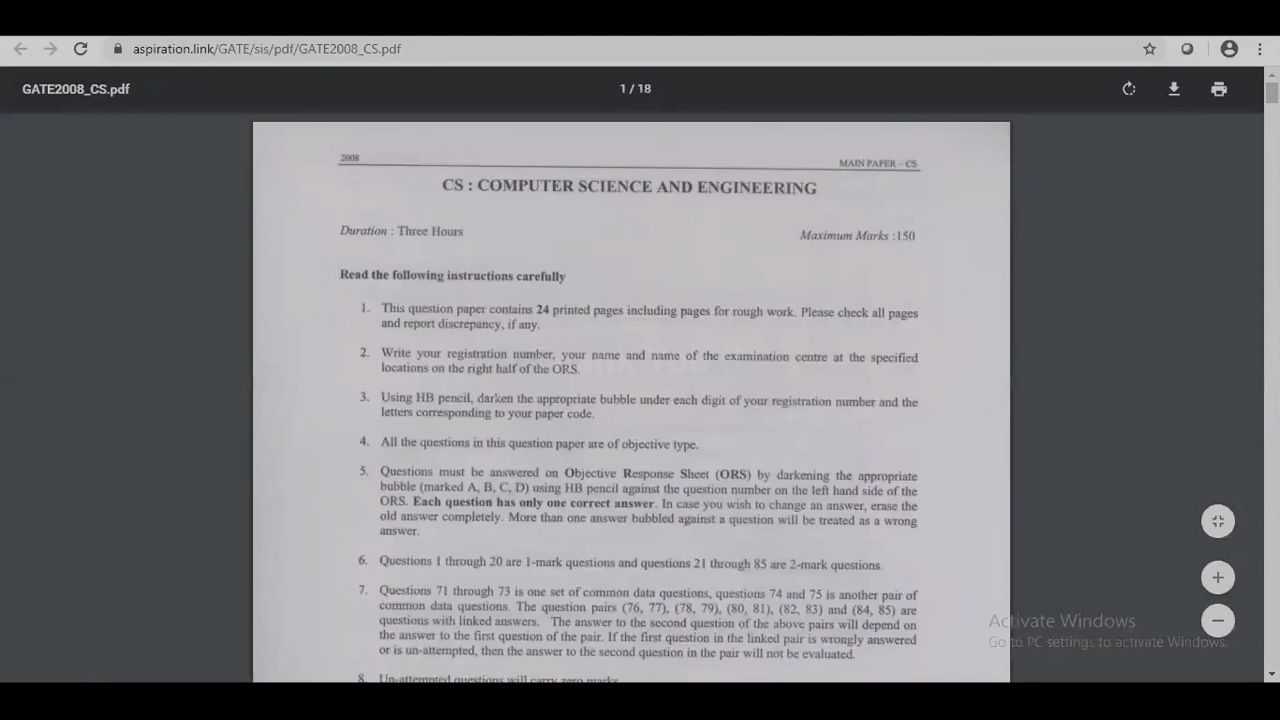 aspiration.link/GATE/sis/pdf/GATE2008_CS.pdf
GATE2008_CS.pdf
1 / 18
2008
MAIN PAPER – CS
CS : COMPUTER SCIENCE AND ENGINEERING
Duration : Three Hours
Maximum Marks :150
Read the following instructions carefully
1. This question paper contains 24 printed pages including pages for rough work. Please check all pages
and report discrepancy, if any.
2. Write your registration number, your name and name of the examination centre at the specified
locations on the right half of the ORS.
3. Using HB pencil, darken the appropriate bubble under each digit of your registration number and the
letters corresponding to your paper code.
4. All the questions in this question paper are of objective type.
5. Questions must be answered on Objective Response Sheet (ORS) by darkening the appropriate
bubble (marked A, B, C, D) using HB pencil against the question number on the left hand side of the
ORS. Each question has only one correct answer. In case you wish to change an answer, erase the
old answer completely. More than one answer bubbled against a question will be treated as a wrong
answer.
6. Questions 1 through 20 are 1-mark questions and questions 21 through 85 are 2-mark questions.
7. Questions 71 through 73 is one set of common data questions, questions 74 and 75 is another pair of
common data questions. The question pairs (76, 77), (78, 79), (80, 81), (82, 83) and (84, 85) are
questions with linked answers. The answer to the second question of the above pairs will depend on
the answer to the first question of the pair. If the first question in the linked pair is wrongly answered
or is un-attempted, then the answer to the second question in the pair will not be evaluated.
8. Un-attempted questions will carry zero marks.
Activate Windows
Go to PC settings to activate Windows.